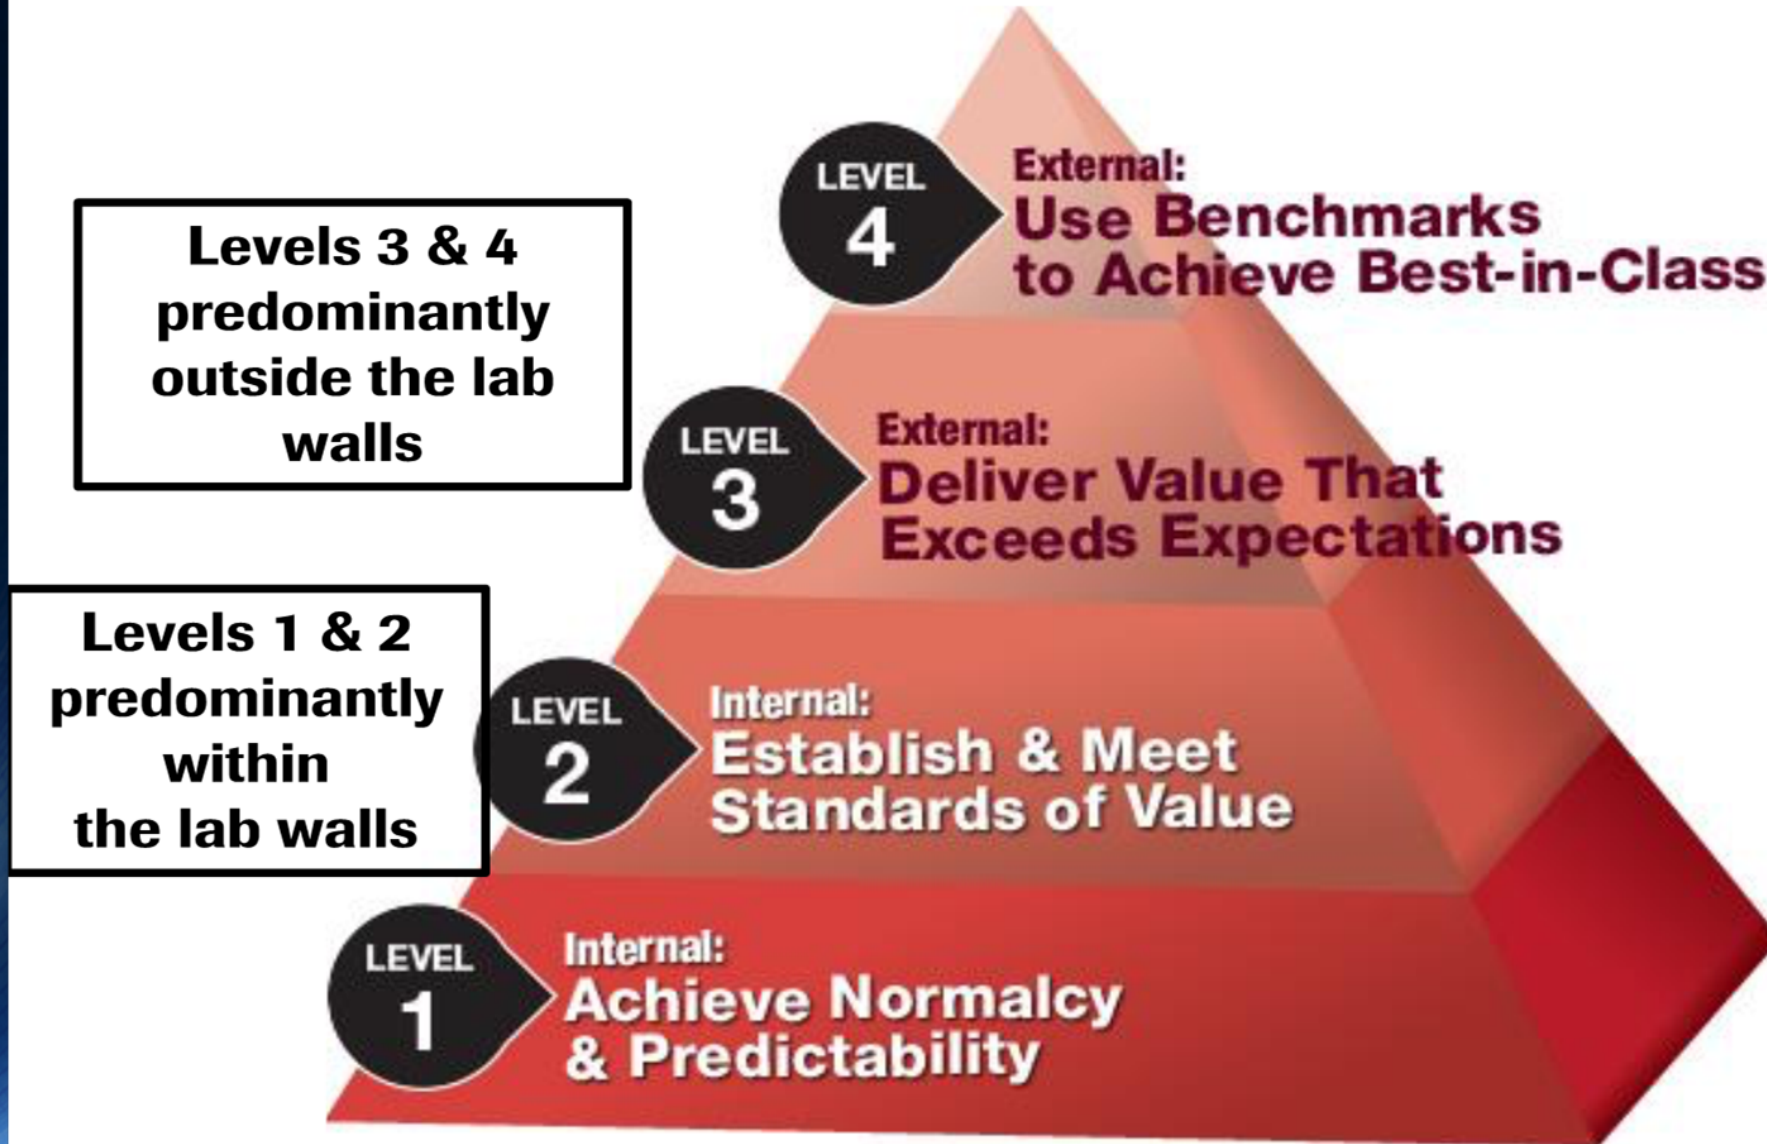 LEVEL
4
External:
Use Benchmarks
to Achieve Best-in-Class
Levels 3 & 4
predominantly
outside the lab
walls
LEVEL
3
External:
Deliver Value That
Exceeds Expectations
Levels 1 & 2
predominantly
within
the lab walls
LEVEL
2
Internal:
Establish & Meet
Standards of Value
LEVEL
1
Internal:
Achieve Normalcy
& Predictability